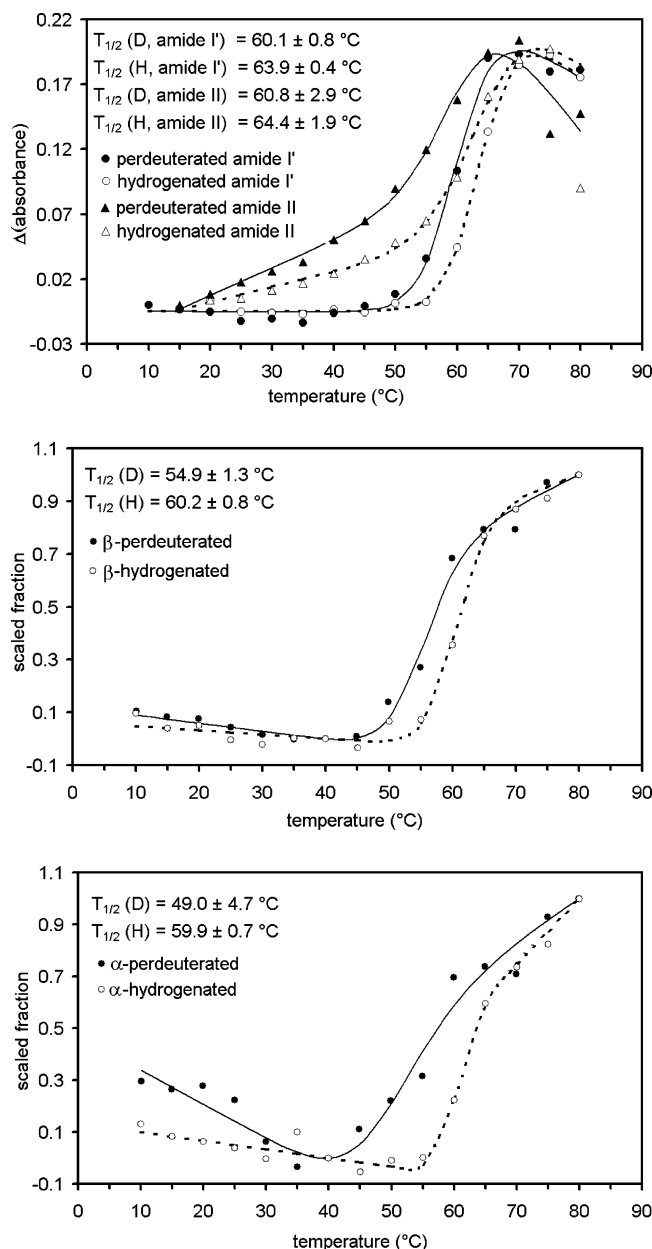 T1/2 (D, amide I') = 60.1 ± 0.8 °C
T1/2 (H, amide I') = 63.9 ± 0.4 °C
T1/2 (D, amide II) = 60.8 ± 2.9 °C
T1/2 (H, amide II) = 64.4 ± 1.9 °C
perdeuterated amide I'
hydrogenated amide I'
perdeuterated amide II
hydrogenated amide II
Δ(absorbance)
0.22
0.17
0.12
0.07
0.02
-0.03
0 10 20 30 40 50 60 70 80 90
temperature (°C)
T1/2 (D) = 54.9 ± 1.3 °C
T1/2 (H) = 60.2 ± 0.8 °C
β-perdeuterated
β-hydrogenated
scaled fraction
1.1
0.9
0.7
0.5
0.3
0.1
-0.1
0 10 20 30 40 50 60 70 80 90
temperature (°C)
T1/2 (D) = 49.0 ± 4.7 °C
T1/2 (H) = 59.9 ± 0.7 °C
α-perdeuterated
α-hydrogenated
scaled fraction
1.1
0.9
0.7
0.5
0.3
0.1
-0.1
0 10 20 30 40 50 60 70 80 90
temperature (°C)